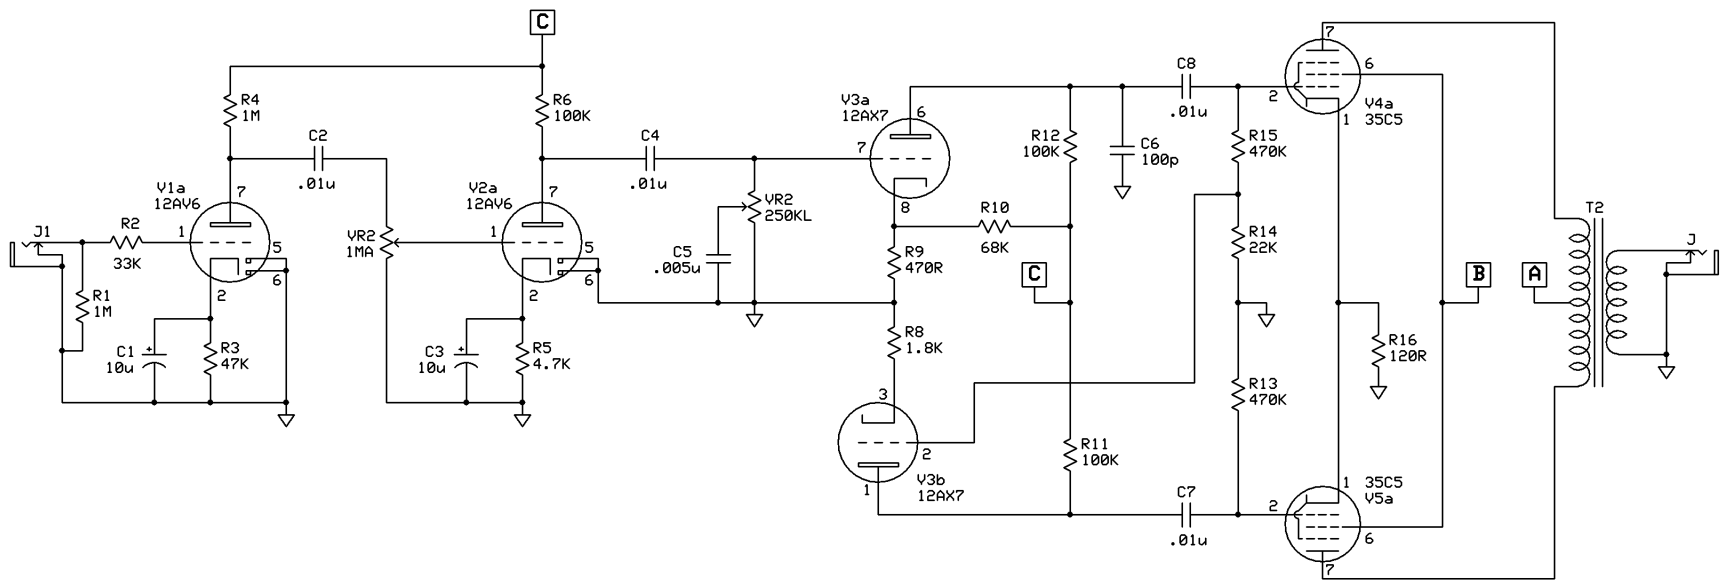 C
R4
1M
R6
100K
C2
.01u
C4
.01u
V1a
12AV6
7
1
5
6
2
J1
R2
33K
R1
1M
C1
+
10u
R3
47K
VR2
1MA
V2a
12AV6
7
1
5
6
2
C3
+
10u
R5
4.7K
VR2
250KL
C5
.005u
V3a
12AX7
6
7
8
R10
68K
R9
470R
R8
1.8K
C
3
2
1
V3b
12AX7
R12
100K
C6
100p
C8
.01u
R11
100K
C7
.01u
R15
470K
R14
22K
R13
470K
7
6
2
1
V4a
35C5
R16
120R
B
A
1
35C5
V5a
2
6
7
T2
J